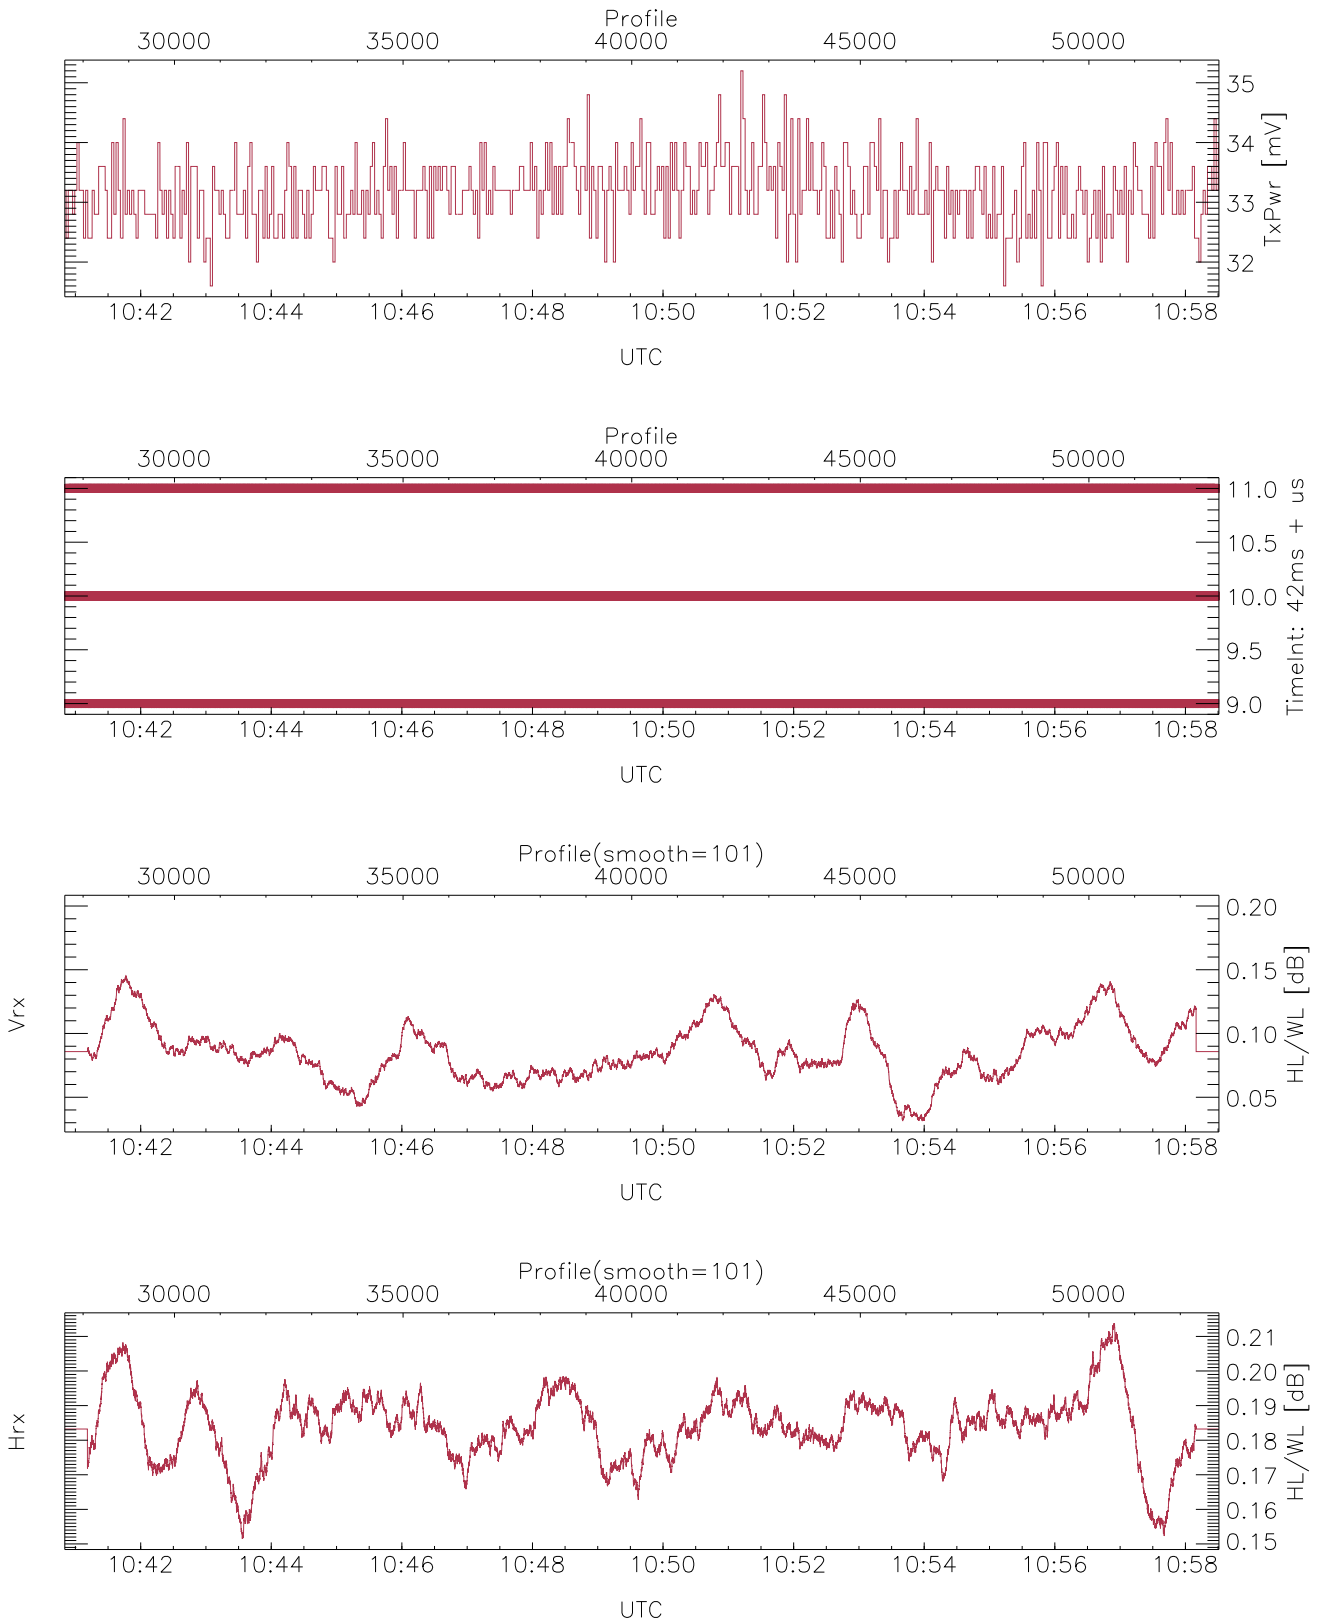 Profile
30000 35000 40000 45000 50000
35
34
33
32
TxPwr [mV]
10:42 10:44 10:46 10:48 10:50 10:52 10:54 10:56 10:58
UTC
Profile
30000 35000 40000 45000 50000
11.0
10.5
10.0
9.5
9.0
TimeInt: 42ms + us
10:42 10:44 10:46 10:48 10:50 10:52 10:54 10:56 10:58
UTC
Profile(smooth=101)
30000 35000 40000 45000 50000
Vrx
0.20
0.15
0.10
0.05
HL/WL [dB]
10:42 10:44 10:46 10:48 10:50 10:52 10:54 10:56 10:58
UTC
Profile(smooth=101)
30000 35000 40000 45000 50000
Hrx
0.21
0.20
0.19
0.18
0.17
0.16
0.15
HL/WL [dB]
10:42 10:44 10:46 10:48 10:50 10:52 10:54 10:56 10:58
UTC